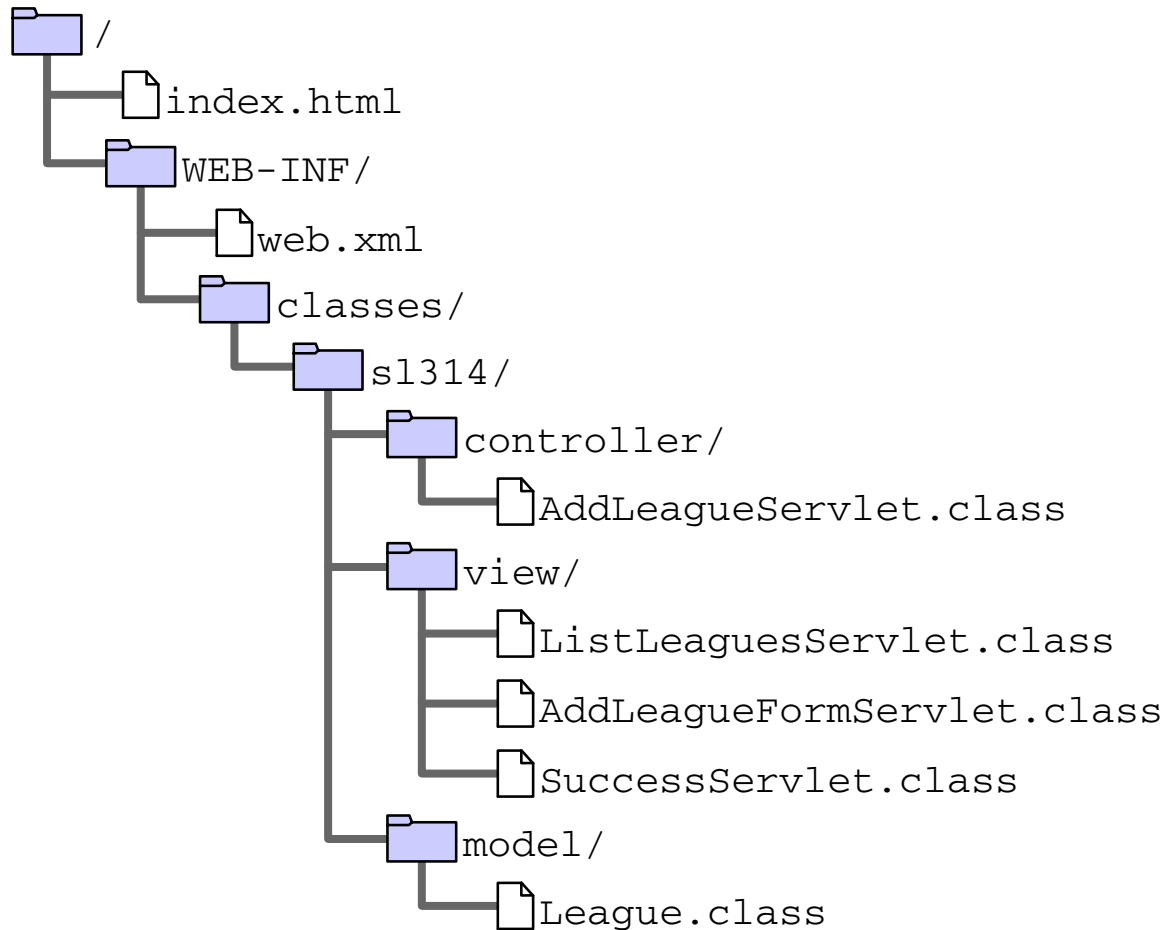 /
index.html
WEB-INF/
web.xml
classes/
sl314/
controller/
AddLeagueServlet.class
view/
ListLeaguesServlet.class
AddLeagueFormServlet.class
SuccessServlet.class
model/
League.class